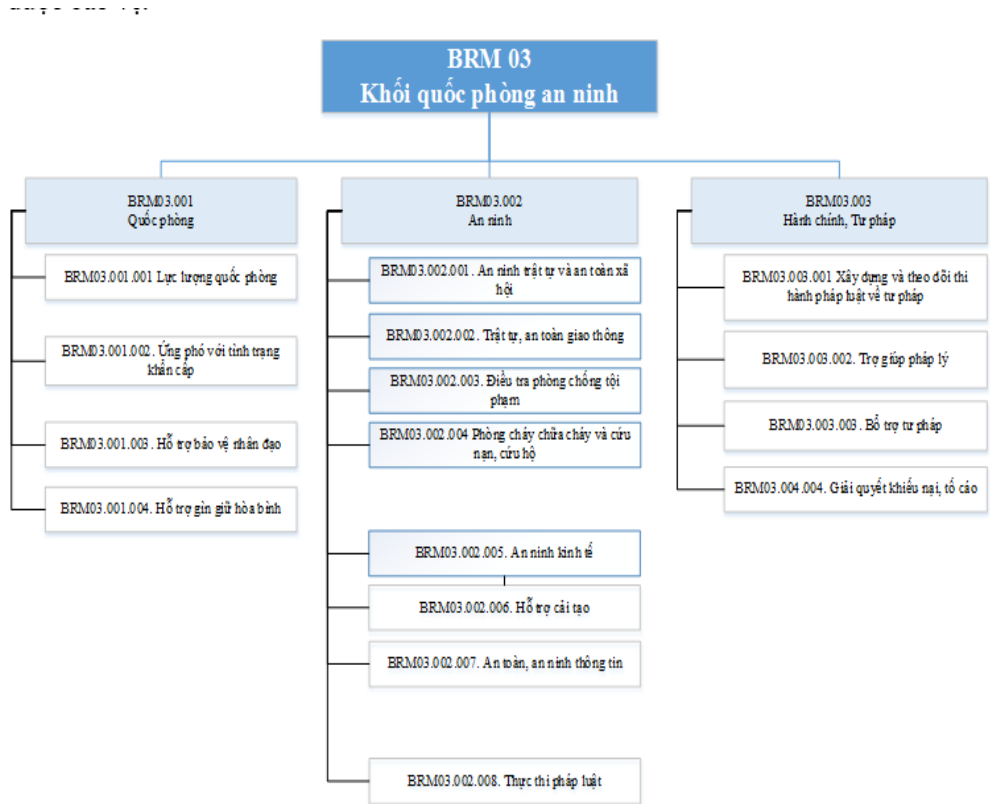 BRM 03
Khối quốc phòng an ninh
BRM03.001
Quốc phòng
BRM03.001.001 Lực lượng quốc phòng
BRM03.001.002. Ứng phó với tình trạng
khẩn cấp
BRM03.001.003. Hỗ trợ bảo vệ nhân đạo
BRM03.001.004. Hỗ trợ gìn giữ hòa bình
BRM03.002
An ninh
BRM03.002.001. An ninh trật tự và an toàn xã
hội
BRM03.002.002. Trật tự, an toàn giao thông
BRM03.002.003. Điều tra phòng chống tội
phạm
BRM03.002.004 Phòng cháy chữa cháy và cứu
nạn, cứu hộ
BRM03.002.005. An ninh kinh tế
BRM03.002.006. Hỗ trợ cải tạo
BRM03.002.007. An toàn, an ninh thông tin
BRM03.002.008. Thực thi pháp luật
BRM03.003
Hành chính, Tư pháp
BRM03.003.001 Xây dựng và theo dõi thi
hành pháp luật về tư pháp
BRM03.003.002. Trợ giúp pháp lý
BRM03.003.003. Bổ trợ tư pháp
BRM03.004.004. Giải quyết khiếu nại, tố cáo